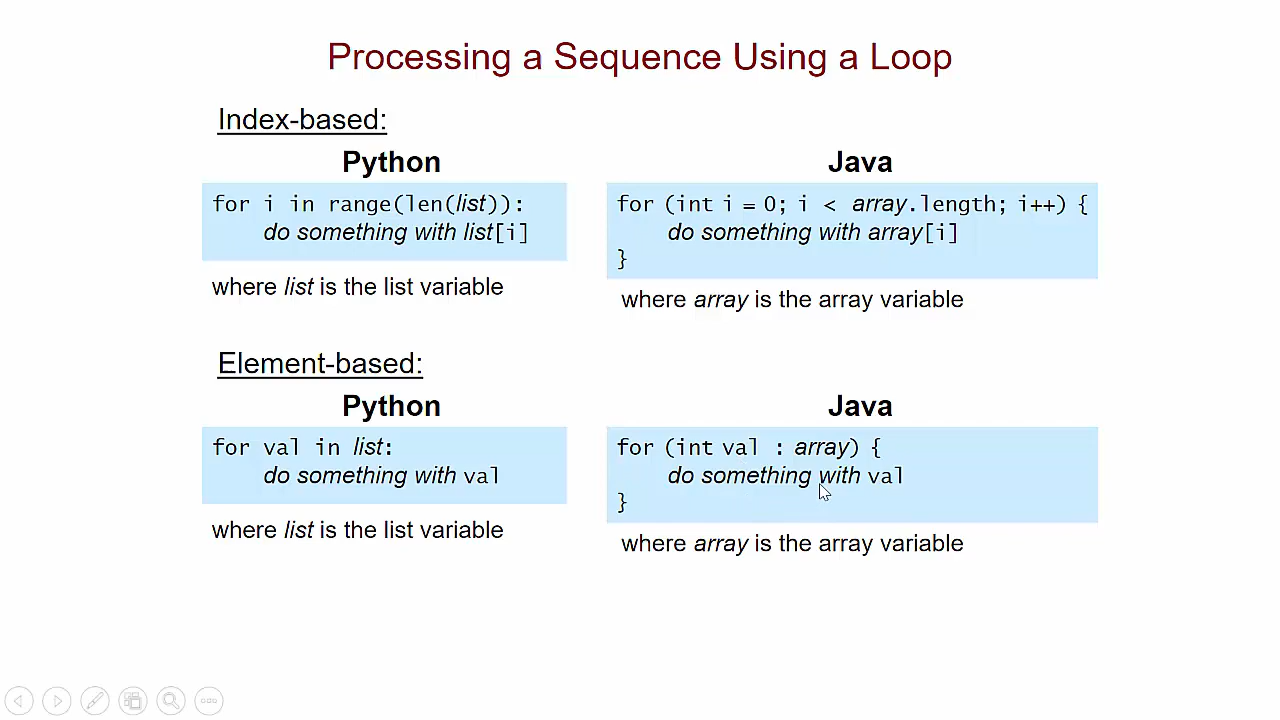 Processing a Sequence Using a Loop
Index-based:
Python
for i in range(len(list)):
do something with list[i]
where list is the list variable
Java
for (int i = 0; i < array.length; i++) {
do something with array[i]
}
where array is the array variable
Element-based:
Python
for val in list:
do something with val
where list is the list variable
Java
for (int val : array) {
do something with val
}
where array is the array variable